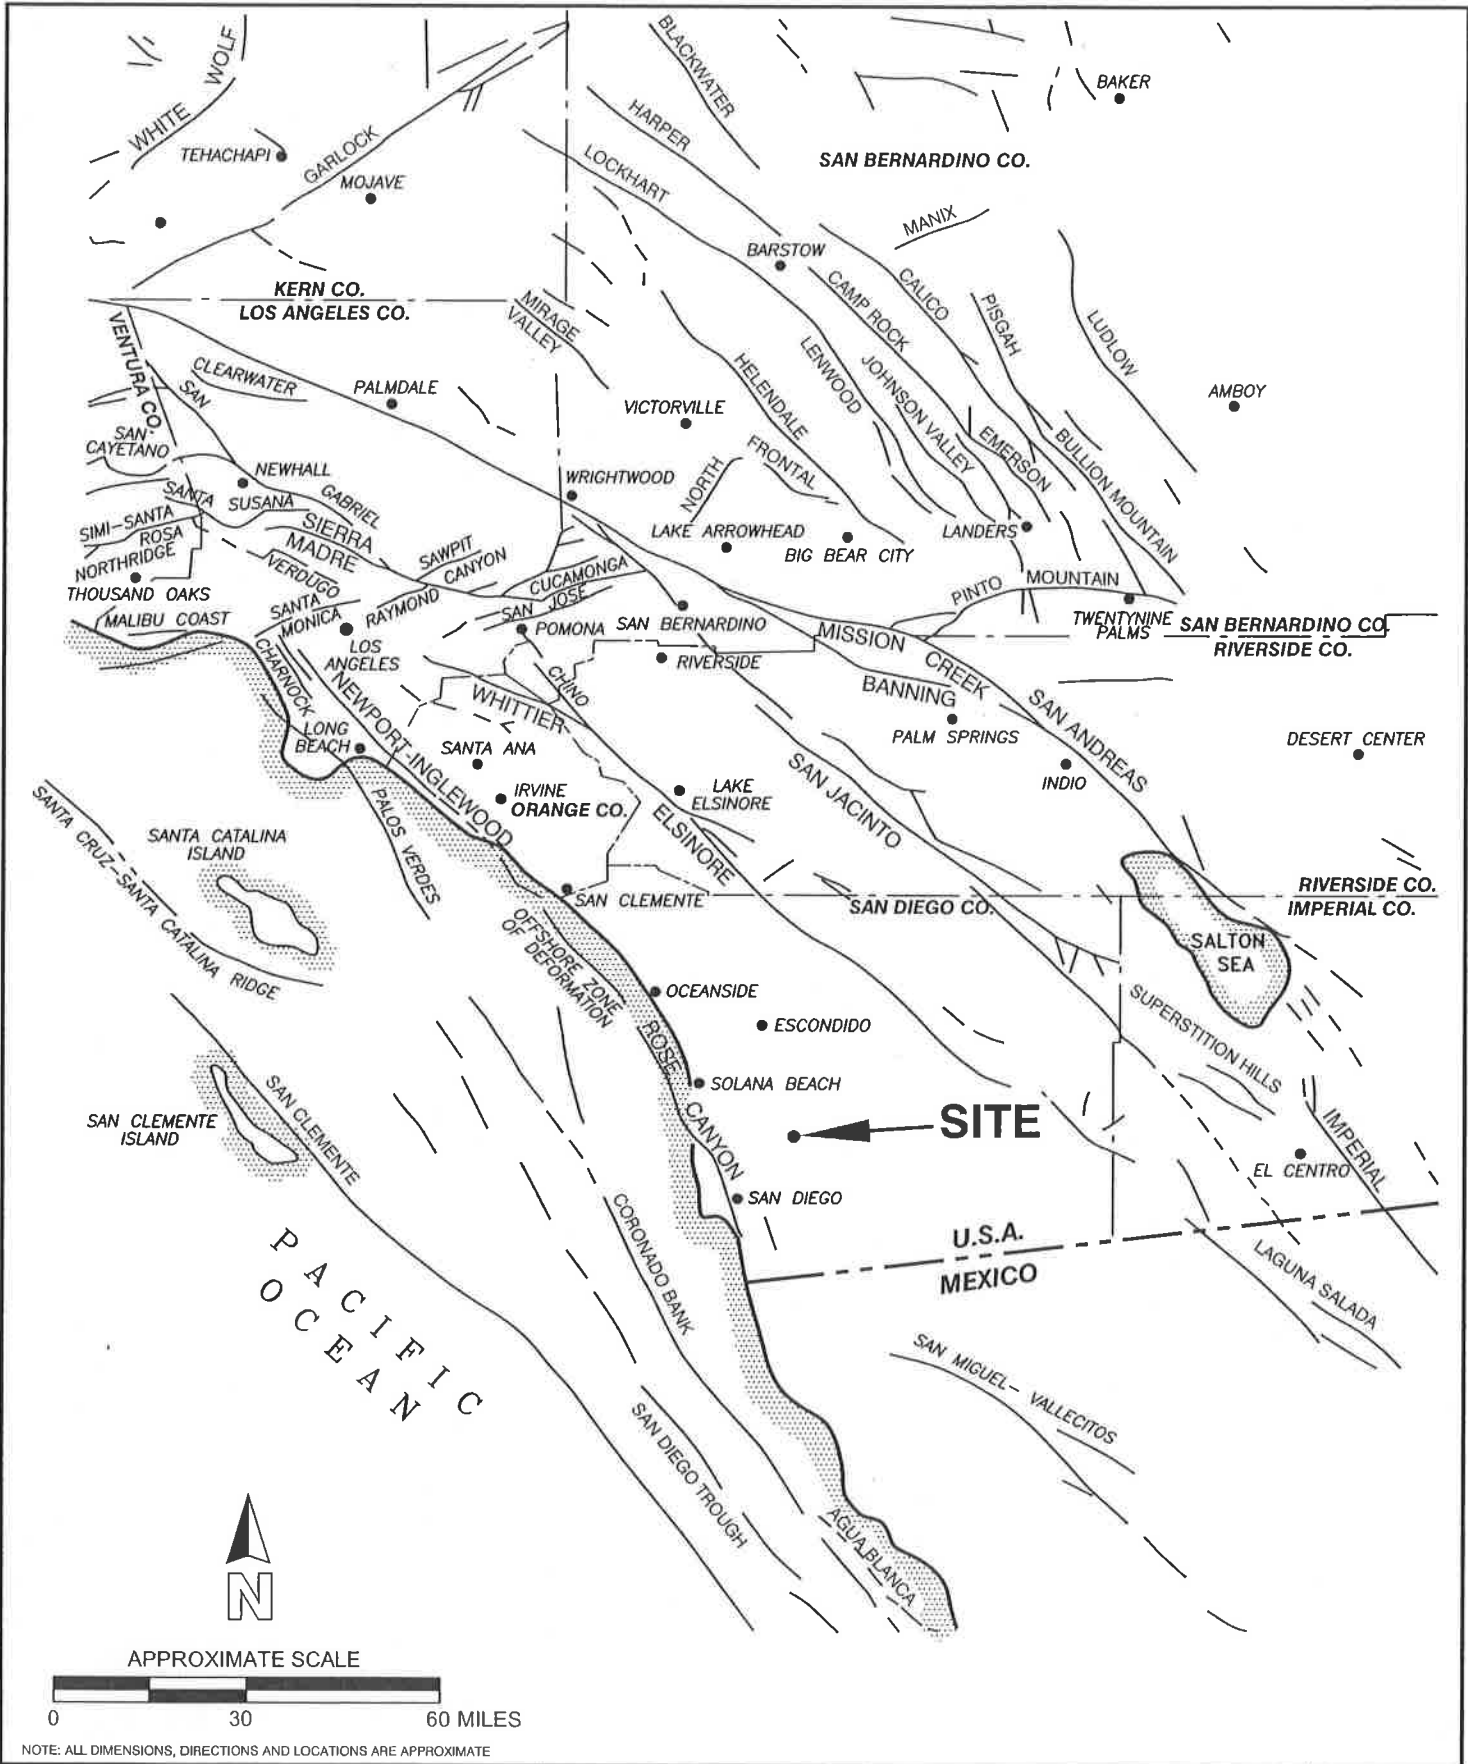 WHITE WOLF
BLACKWATER
BAKER
TEHACHAPI
GARLOCK
HARPER
SAN BERNARDINO CO.
MOJAVE
LOCKHART
MANIX
BARSTOW
KERN CO.
LOS ANGELES CO.
MIRAGE
VALLEY
CAMP ROCK
CALICO
PISGAH
LUDLOW
VENTURA CO.
CLEARWATER
SAN
PALMDALE
VICTORVILLE
HELENDALE
LENWOOD
JOHNSON VALLEY
AMBOY
SAN
CAYETANO
NEWHALL
WRIGHTWOOD
NORTH
FRONTAL
EMERSON
BULLION MOUNTAIN
SANTA
SUSANA
GABRIEL
SIMI-SANTA
ROSA
SIERRA
MADRE
SAWPIT
CANYON
LAKE ARROWHEAD
BIG BEAR CITY
LANDERS
NORTHRIDGE
VERDUGO
CUCAMONGA
PINTO MOUNTAIN
THOUSAND OAKS
SANTA
MONICA
RAYMOND
SAN JOSE
SAN BERNARDINO
TWENTYNINE
PALMS
SAN BERNARDINO CO.
RIVERSIDE CO.
MALIBU COAST
LOS
ANGELES
POMONA
RIVERSIDE
MISSION CREEK
CHARNOCK
CHINO
BANNING
SAN ANDREAS
NEWPORT-INGLEWOOD
WHITTIER
PALM SPRINGS
LONG
BEACH
SANTA ANA
DESERT CENTER
INDIO
SAN JACINTO
IRVINE
ORANGE CO.
LAKE
ELSINORE
ELSINORE
PALOS VERDES
SANTA CRUZ-SANTA CATALINA RIDGE
SANTA CATALINA
ISLAND
SAN CLEMENTE
SAN DIEGO CO.
RIVERSIDE CO.
IMPERIAL CO.
OFFSHORE ZONE
OF DEFORMATION
SALTON
SEA
OCEANSIDE
ESCONDIDO
SUPERSTITION HILLS
ROSE CANYON
SOLANA BEACH
SAN CLEMENTE
SAN CLEMENTE
ISLAND
SITE
IMPERIAL
EL CENTRO
SAN DIEGO
CORONADO BANK
U.S.A.
MEXICO
LAGUNA SALADA
PACIFIC
OCEAN
SAN MIGUEL- VALLECITOS
SAN DIEGO TROUGH
AGUA BLANCA
N
APPROXIMATE SCALE
0 30 60 MILES
NOTE: ALL DIMENSIONS, DIRECTIONS AND LOCATIONS ARE APPROXIMATE